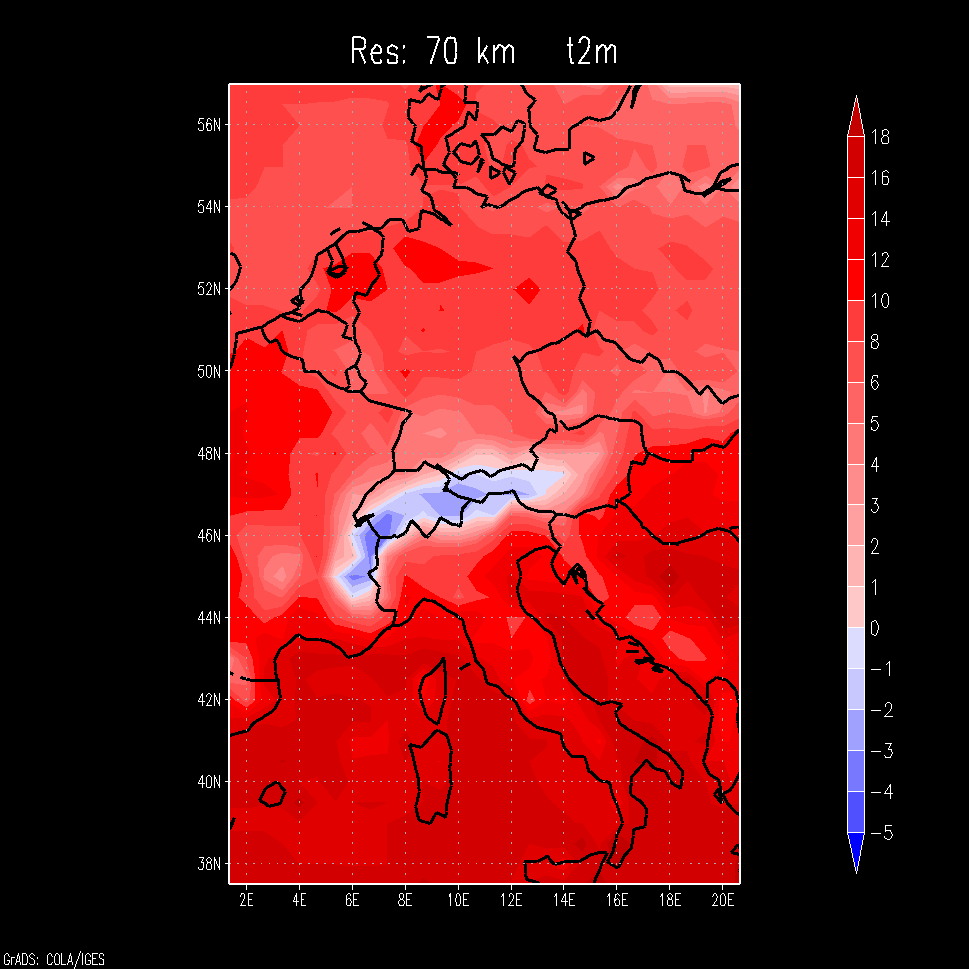 Res: 70 km t2m
56N
54N
52N
50N
48N
46N
44N
42N
40N
38N
2E 4E 6E 8E 10E 12E 14E 16E 18E 20E
18
16
14
12
10
8
6
5
4
3
2
1
0
−1
−2
−3
−4
−5
GrADS: COLA/IGES